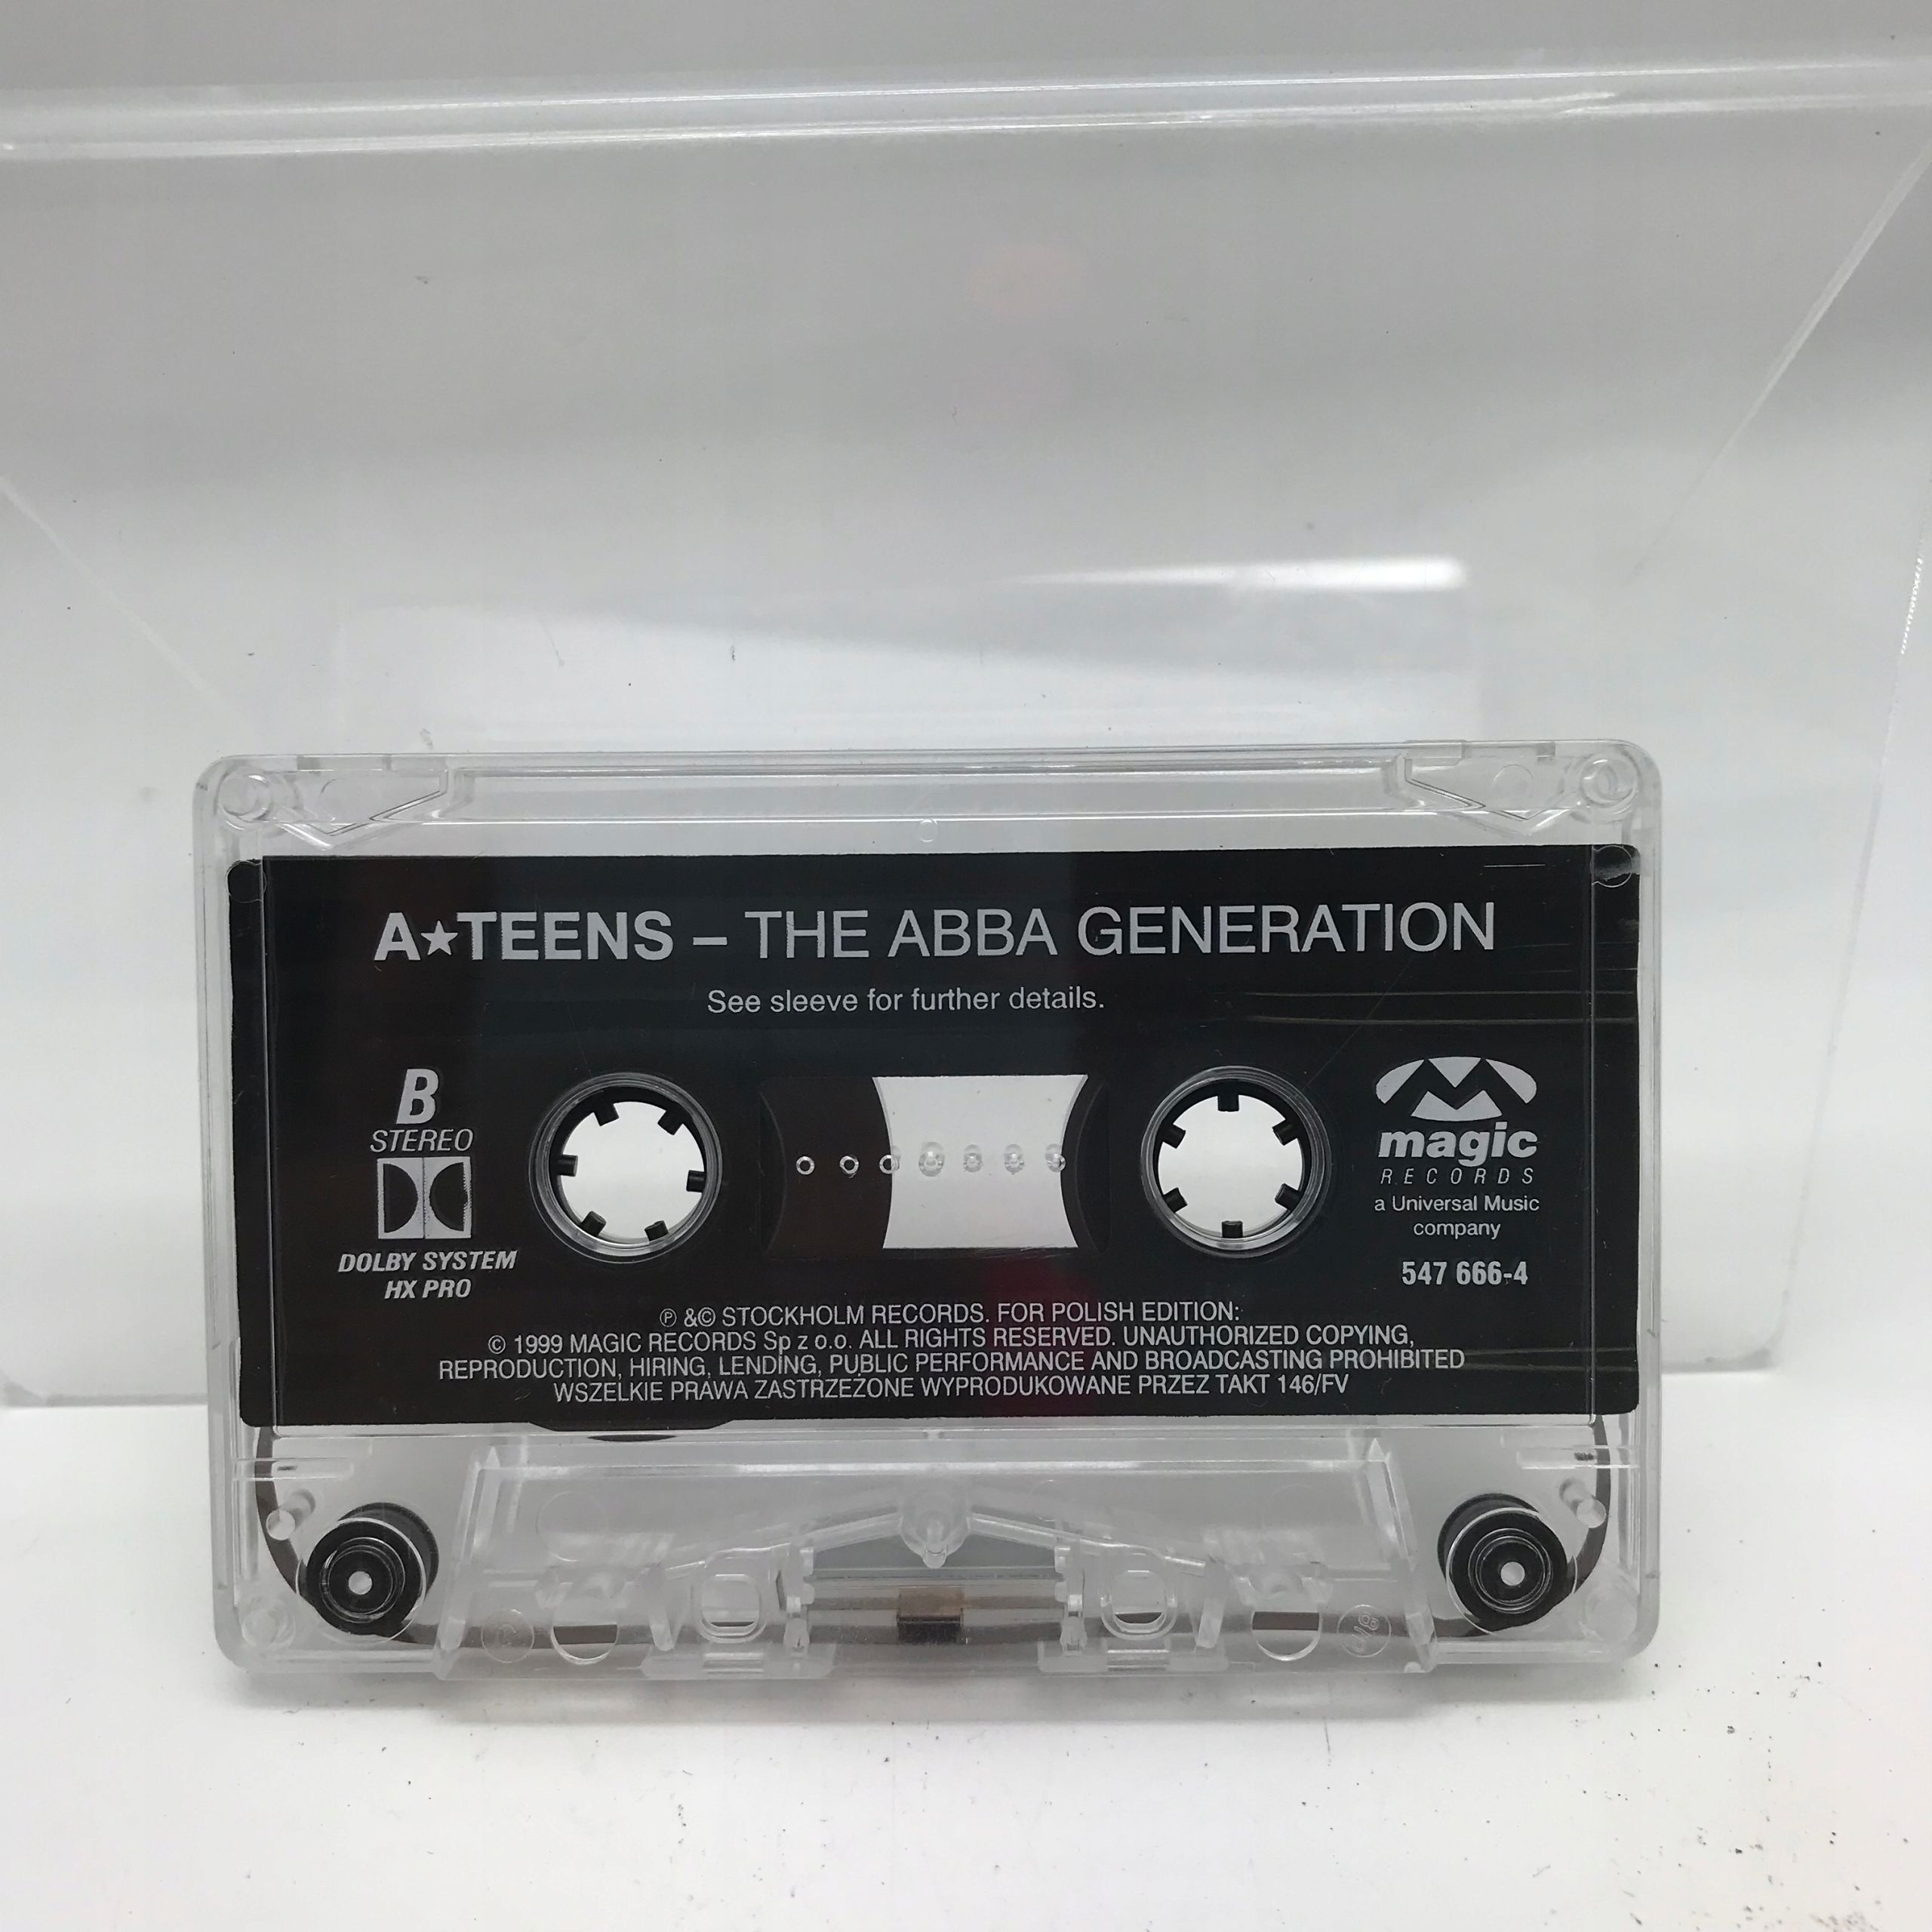 A★TEENS – THE ABBA GENERATION
See sleeve for further details.
B
STEREO
DOLBY SYSTEM
HX PRO
magic
RECORDS
a Universal Music
company
547 666-4
℗ &© STOCKHOLM RECORDS. FOR POLISH EDITION:
© 1999 MAGIC RECORDS Sp z o.o. ALL RIGHTS RESERVED. UNAUTHORIZED COPYING,
REPRODUCTION, HIRING, LENDING, PUBLIC PERFORMANCE AND BROADCASTING PROHIBITED
WSZELKIE PRAWA ZASTRZEŻONE WYPRODUKOWANE PRZEZ TAKT 146/FV